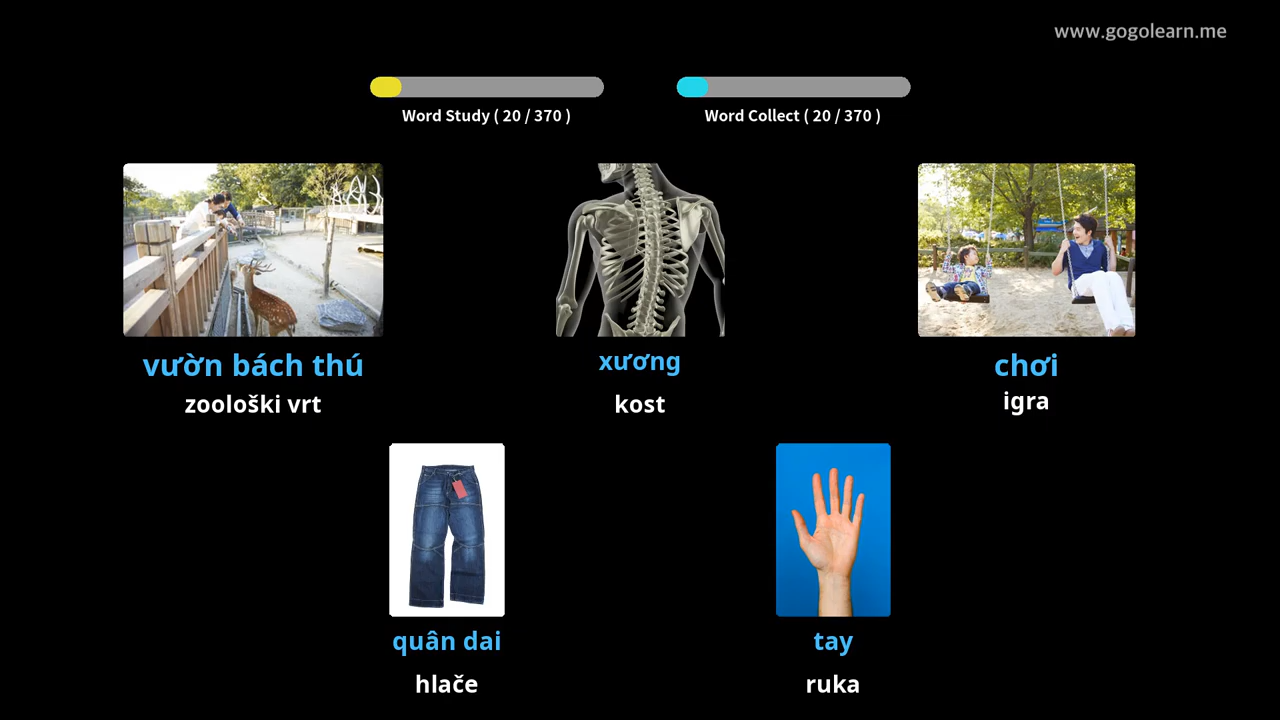 www.gogolearn.me
Word Study ( 20 / 370 )
Word Collect ( 20 / 370 )
vườn bách thú
zoološki vrt
xương
kost
chơi
igra
quân dai
hlače
tay
ruka